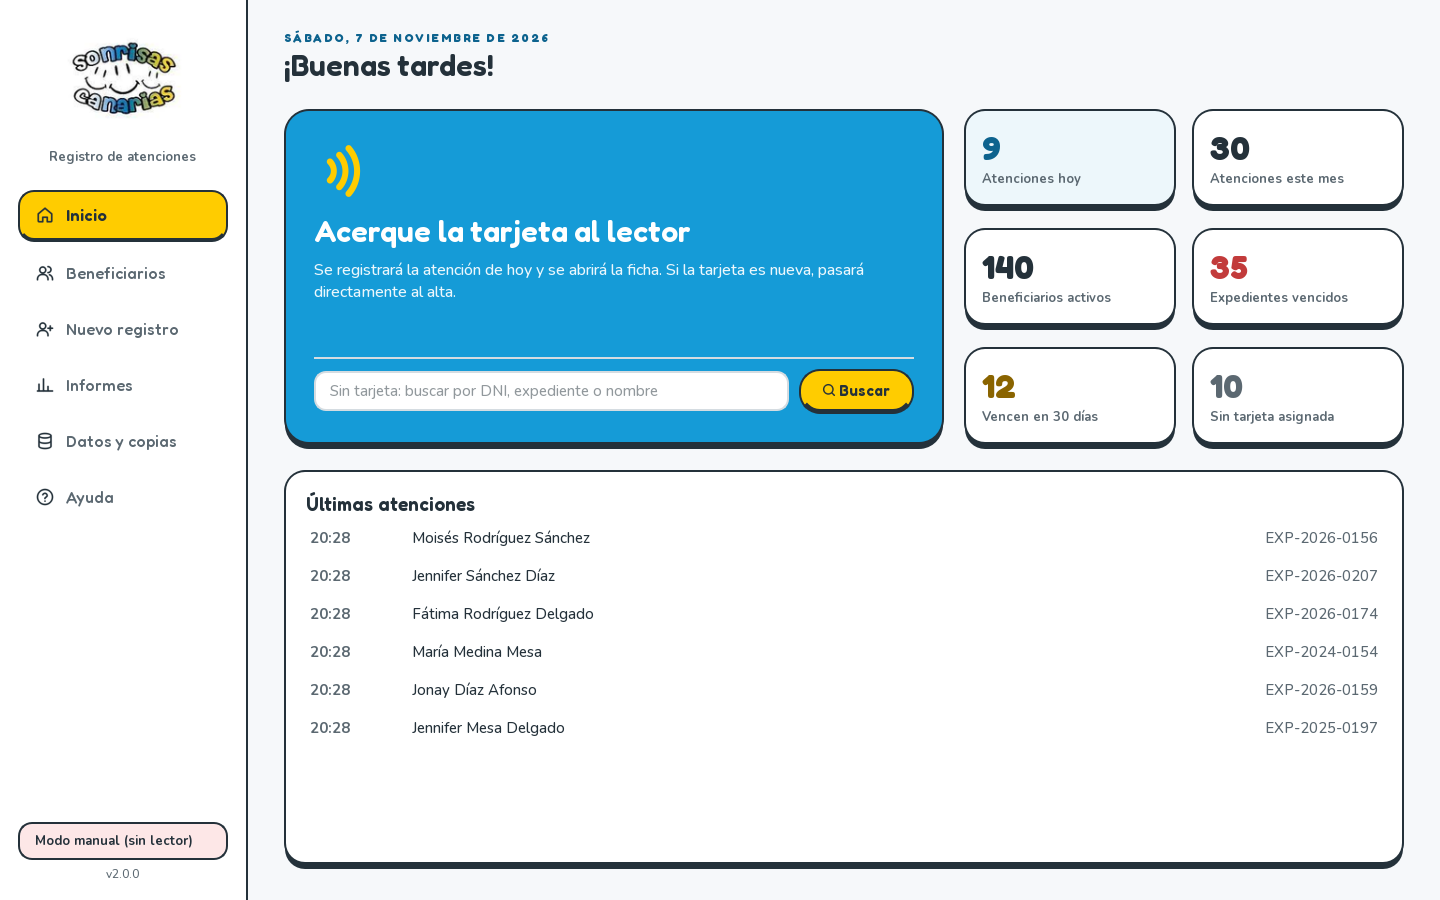 sonrisas
canarias
Registro de atenciones
Inicio
Beneficiarios
Nuevo registro
Informes
Datos y copias
Ayuda
Modo manual (sin lector)
v2.0.0
SÁBADO, 7 DE NOVIEMBRE DE 2026
¡Buenas tardes!
Acerque la tarjeta al lector
Se registrará la atención de hoy y se abrirá la ficha. Si la tarjeta es nueva, pasará
directamente al alta.
Sin tarjeta: buscar por DNI, expediente o nombre
Buscar
9
Atenciones hoy
30
Atenciones este mes
140
Beneficiarios activos
35
Expedientes vencidos
12
Vencen en 30 días
10
Sin tarjeta asignada
Últimas atenciones
20:28 Moisés Rodríguez Sánchez EXP-2026-0156
20:28 Jennifer Sánchez Díaz EXP-2026-0207
20:28 Fátima Rodríguez Delgado EXP-2026-0174
20:28 María Medina Mesa EXP-2024-0154
20:28 Jonay Díaz Afonso EXP-2026-0159
20:28 Jennifer Mesa Delgado EXP-2025-0197